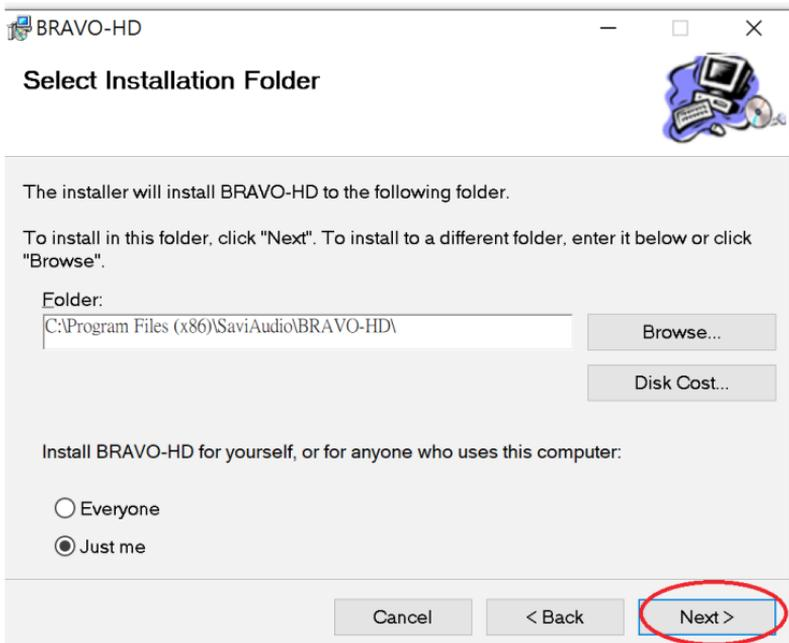 BRAVO-HD
Select Installation Folder
The installer will install BRAVO-HD to the following folder.
To install in this folder, click "Next". To install to a different folder, enter it below or click
"Browse".
Folder:
C:\Program Files (x86)\SaviAudio\BRAVO-HD\
Browse...
Disk Cost...
Install BRAVO-HD for yourself, or for anyone who uses this computer:
Everyone
Just me
Cancel
< Back
Next >